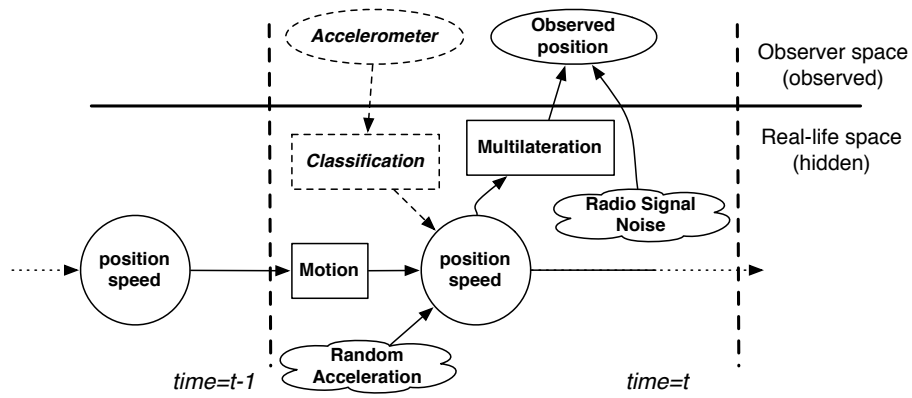 Accelerometer
Observed
position
Observer space
(observed)
Classification
Multilateration
Real-life space
(hidden)
Radio Signal
Noise
position
speed
Motion
position
speed
Random
Acceleration
time=t-1
time=t